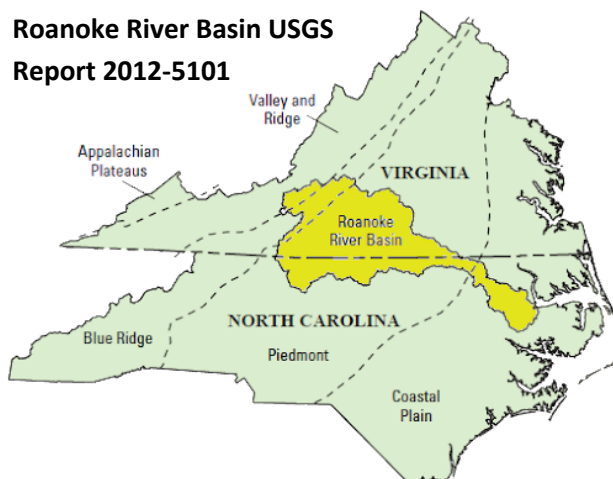 Roanoke River Basin USGS
Report 2012-5101
Valley and
Ridge
Appalachian
Plateaus
VIRGINIA
Roanoke
River Basin
NORTH CAROLINA
Blue Ridge
Piedmont
Coastal
Plain